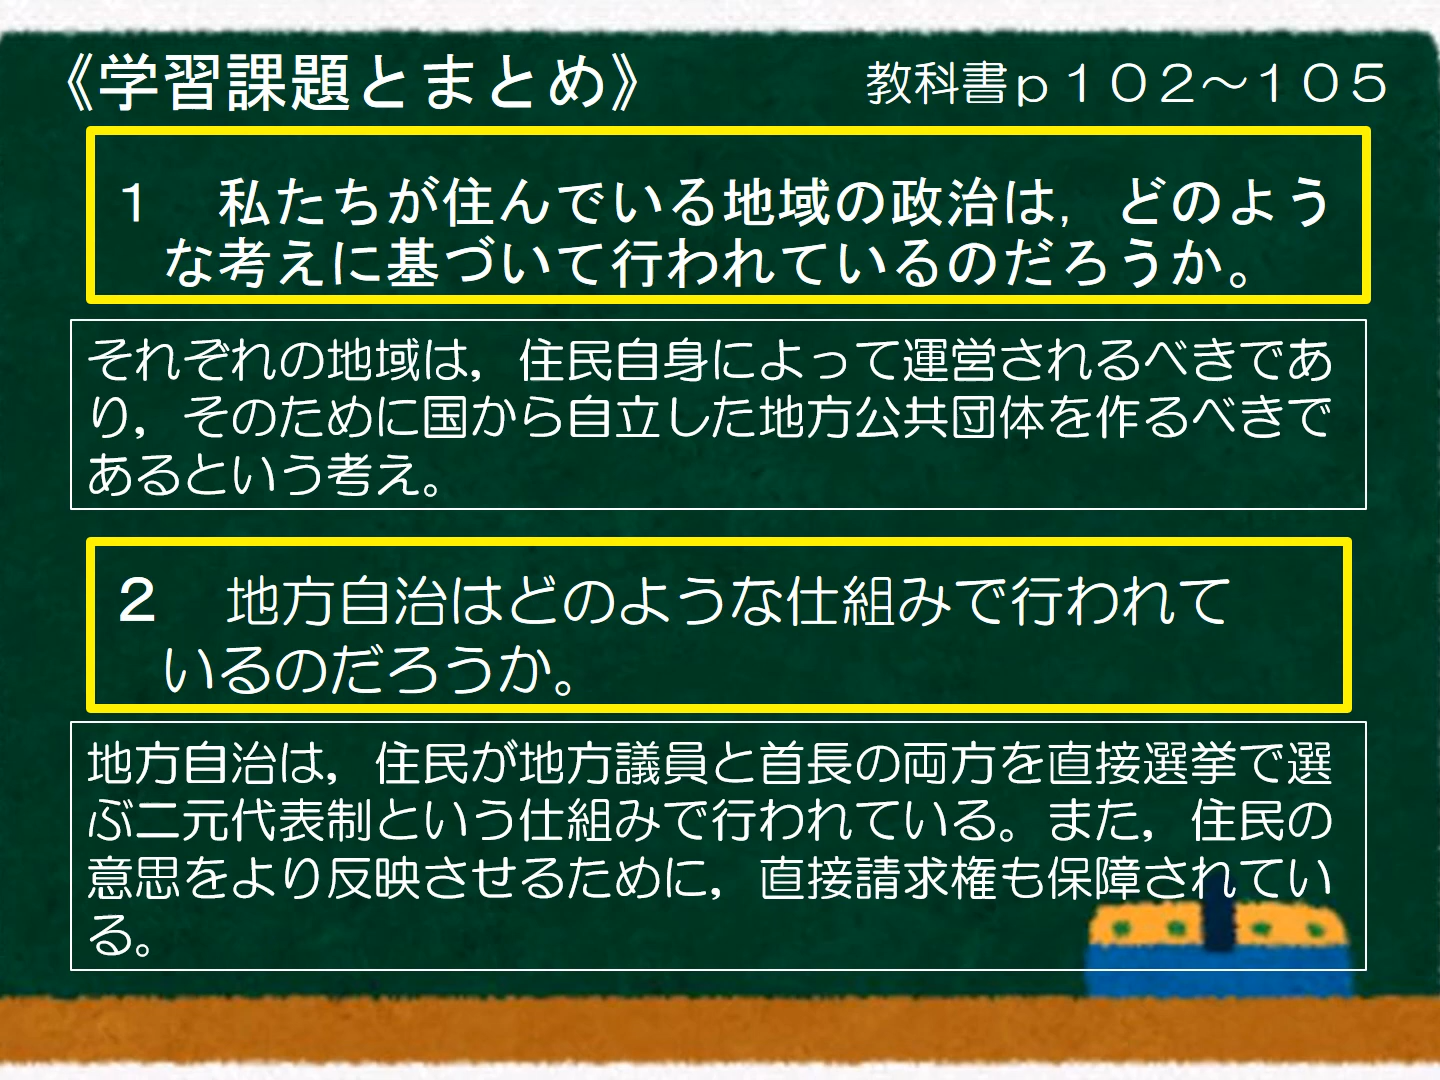 《学習課題とまとめ》
教科書ｐ１０２～１０５
１　私たちが住んでいる地域の政治は，どのよう
な考えに基づいて行われているのだろうか。
それぞれの地域は，住民自身によって運営されるべきであ
り，そのために国から自立した地方公共団体を作るべきで
あるという考え。
２　地方自治はどのような仕組みで行われて
いるのだろうか。
地方自治は，住民が地方議員と首長の両方を直接選挙で選
ぶ二元代表制という仕組みで行われている。また，住民の
意思をより反映させるために，直接請求権も保障されてい
る。